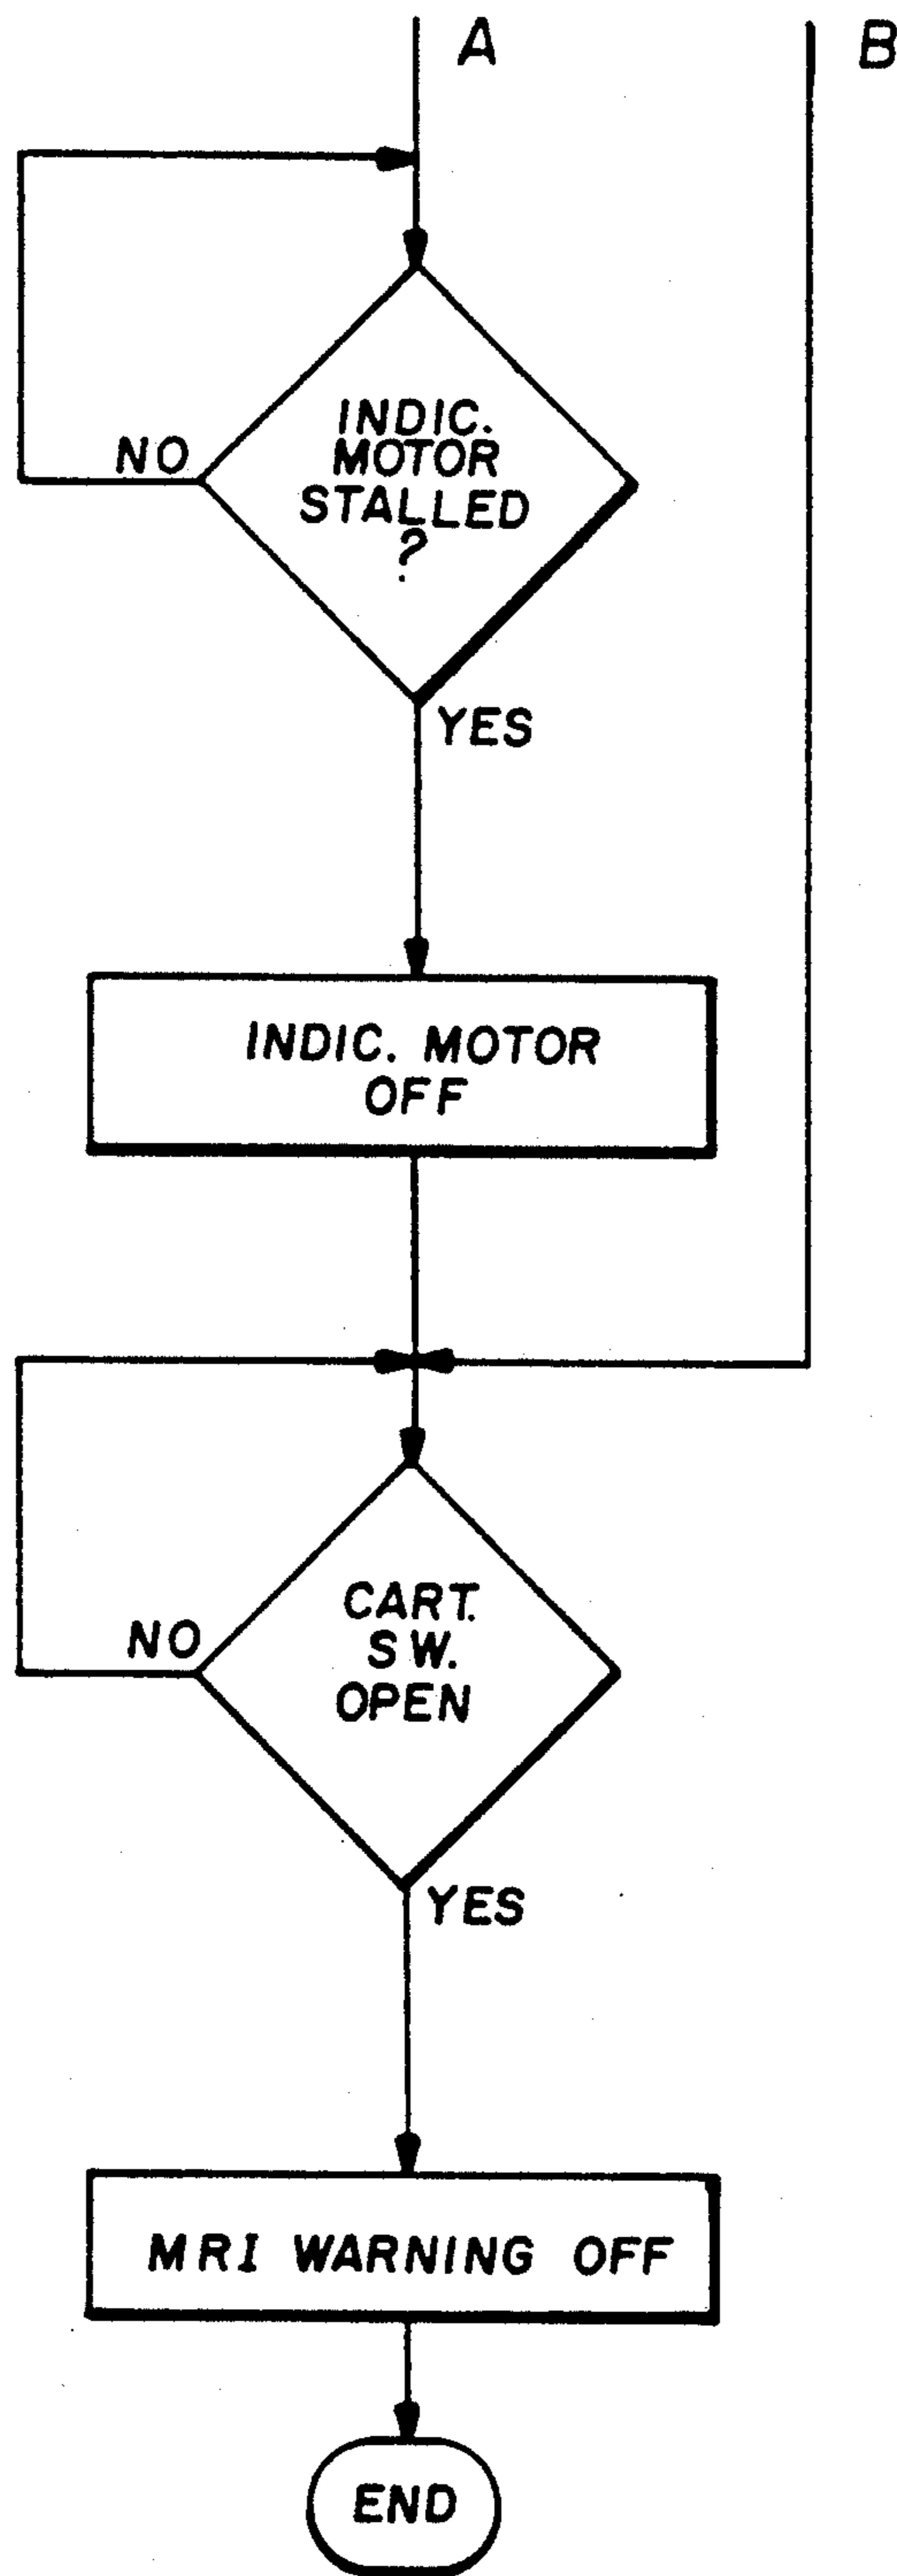 A
B
INDIC.
MOTOR
STALLED
?
NO
YES
INDIC. MOTOR
OFF
CART.
SW.
OPEN
NO
YES
MRI WARNING OFF
END